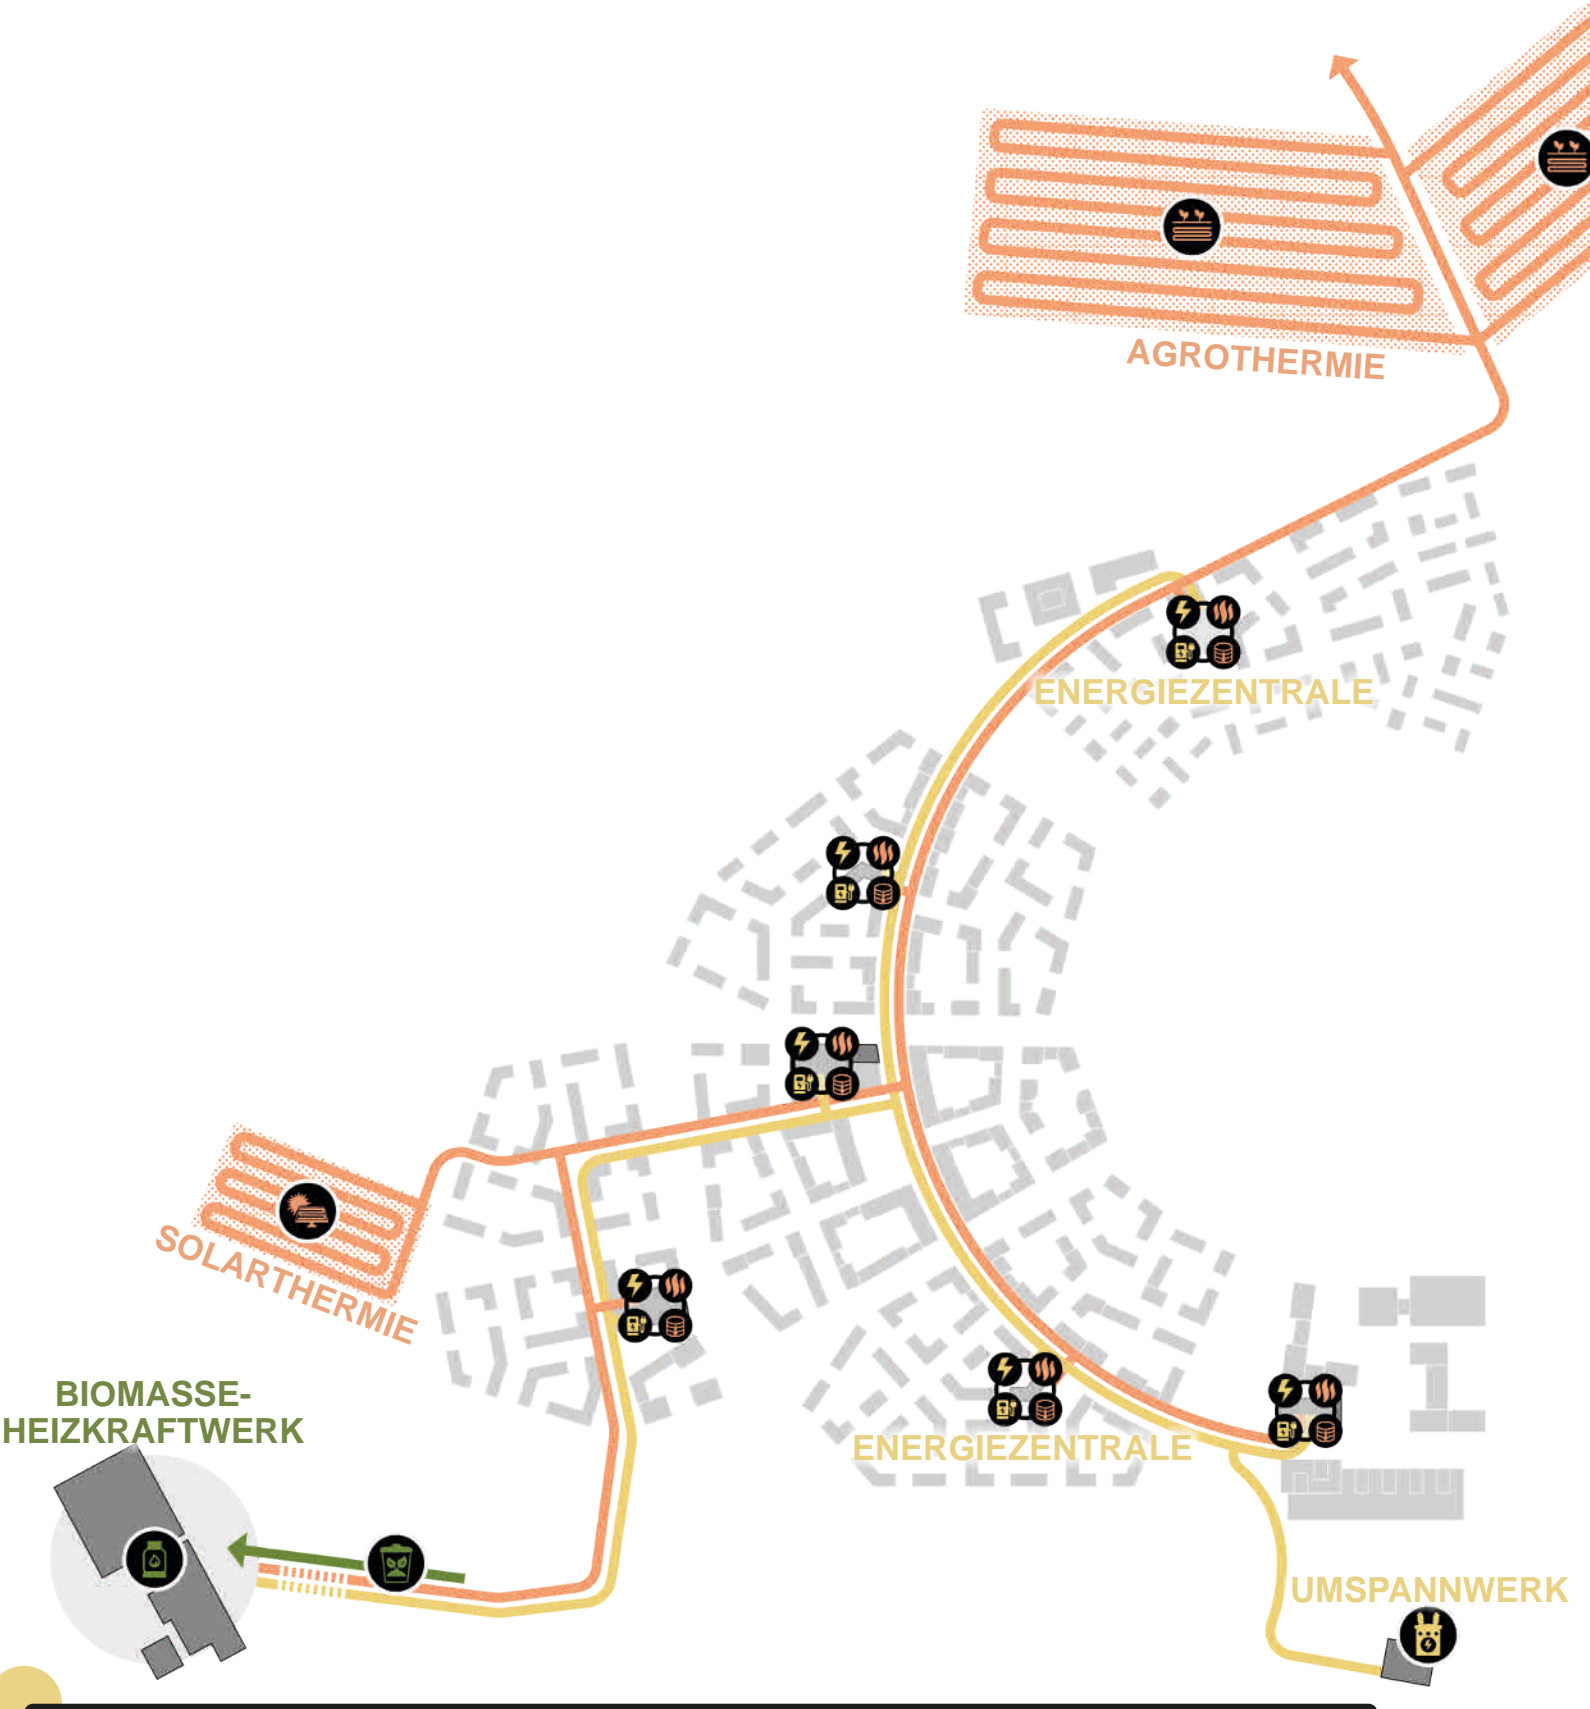 AGROTHERMIE
ENERGIEZENTRALE
SOLARTHERMIE
BIOMASSE-
HEIZKRAFTWERK
ENERGIEZENTRALE
UMSPANNWERK